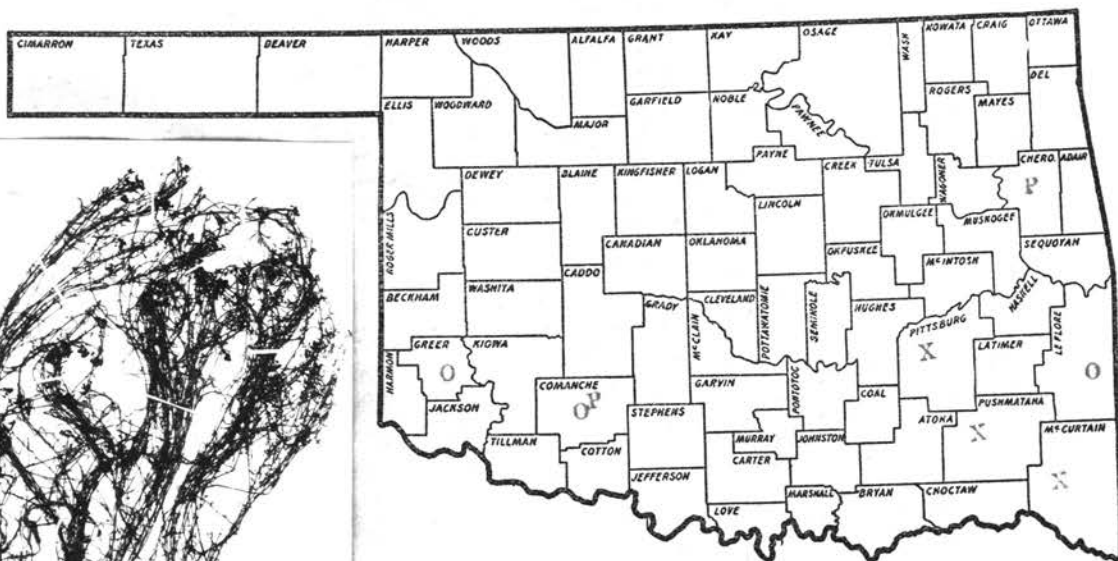 CIMARRON TEXAS BEAVER HARPER WOODS ALFALFA GRANT KAY OSAGE WASH NOWATA CRAIG OTTAWA
DEL
ELLIS WOODWARD GARFIELD NOBLE ROGERS
MAYES
MAJOR PAWNEE
PAYNE
DEWEY BLAINE KINGFISHER LOGAN CREEK TULSA WAGONER CHERO. ADAIR
P
LINCOLN
ROGER MILLS CUSTER OKMULGEE MUSKOGEE
CANADIAN OKLAHOMA OKFUSKEE SEQUOYAH
CADDO McINTOSH
BECKHAM WASHITA HASKELL
GRADY McCLAIN CLEVELAND POTTAWATOMIE SEMINOLE HUGHES
PITTSBURG LE FLORE
HARMON GREER KIOWA X LATIMER
O O
COMANCHE GARVIN PONTOTOC COAL
OP
JACKSON STEPHENS PUSHMATAHA
ATOKA X McCURTAIN
TILLMAN COTTON MURRAY JOHNSTON
CARTER
JEFFERSON X
MARSHALL BRYAN CHOCTAW
LOVE